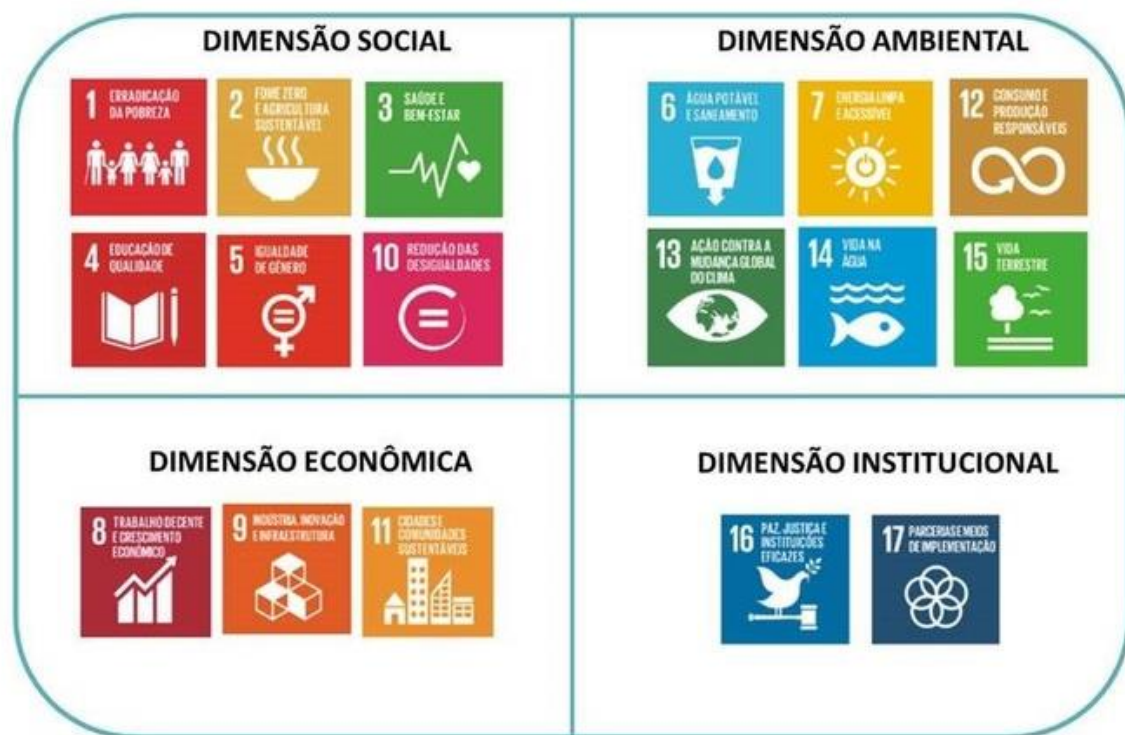 DIMENSÃO SOCIAL
1 ERRADICAÇÃO
DA POBREZA
2 FOME ZERO
E AGRICULTURA
SUSTENTÁVEL
3 SAÚDE E
BEM-ESTAR
4 EDUCAÇÃO DE
QUALIDADE
5 IGUALDADE
DE GÊNERO
10 REDUÇÃO DAS
DESIGUALDADES
DIMENSÃO AMBIENTAL
6 ÁGUA POTÁVEL
E SANEAMENTO
7 ENERGIA LIMPA
E ACESSÍVEL
12 CONSUMO E
PRODUÇÃO
RESPONSÁVEIS
13 AÇÃO CONTRA A
MUDANÇA GLOBAL
DO CLIMA
14 VIDA NA
ÁGUA
15 VIDA
TERRESTRE
DIMENSÃO ECONÔMICA
8 TRABALHO DECENTE
E CRESCIMENTO
ECONÔMICO
9 INDÚSTRIA, INOVAÇÃO
E INFRAESTRUTURA
11 CIDADES E
COMUNIDADES
SUSTENTÁVEIS
DIMENSÃO INSTITUCIONAL
16 PAZ, JUSTIÇA E
INSTITUIÇÕES
EFICAZES
17 PARCERIAS E MEIOS
DE IMPLEMENTAÇÃO